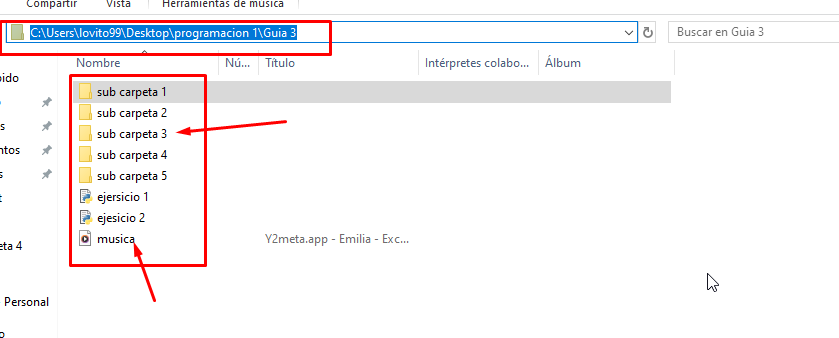 Compartir Vista Herramientas de música
C:\Users\lovito99\Desktop\programacion 1\Guia 3 Buscar en Guia 3
Nombre Nú... Título Intérpretes colabo... Álbum
pido sub carpeta 1
sub carpeta 2
s sub carpeta 3
ntos sub carpeta 4
s sub carpeta 5
t ejersicio 1
ejesicio 2
eta 4 musica Y2meta.app - Emilia - Exc...
Personal
o